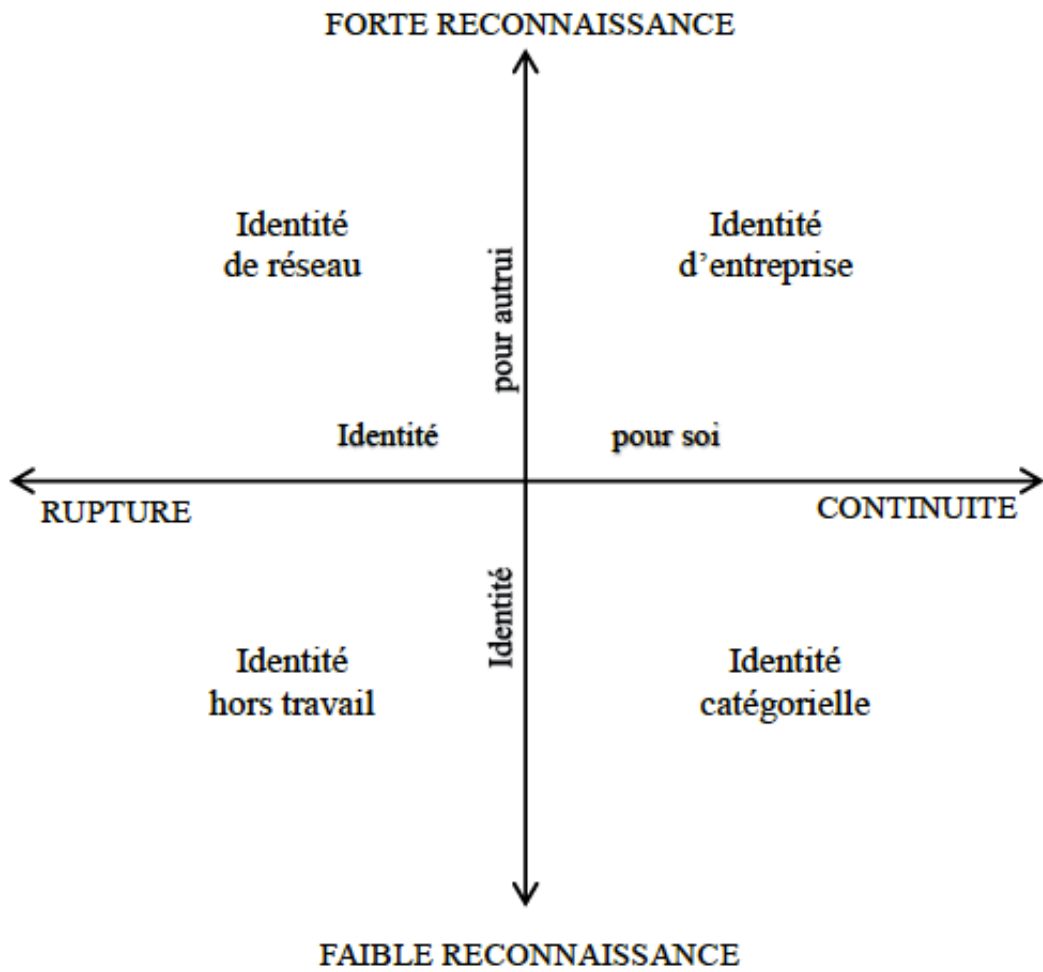 FORTE RECONNAISSANCE
Identité
de réseau
Identité
d’entreprise
pour autrui
Identité
pour soi
RUPTURE
CONTINUITE
Identité
Identité
hors travail
Identité
catégorielle
FAIBLE RECONNAISSANCE